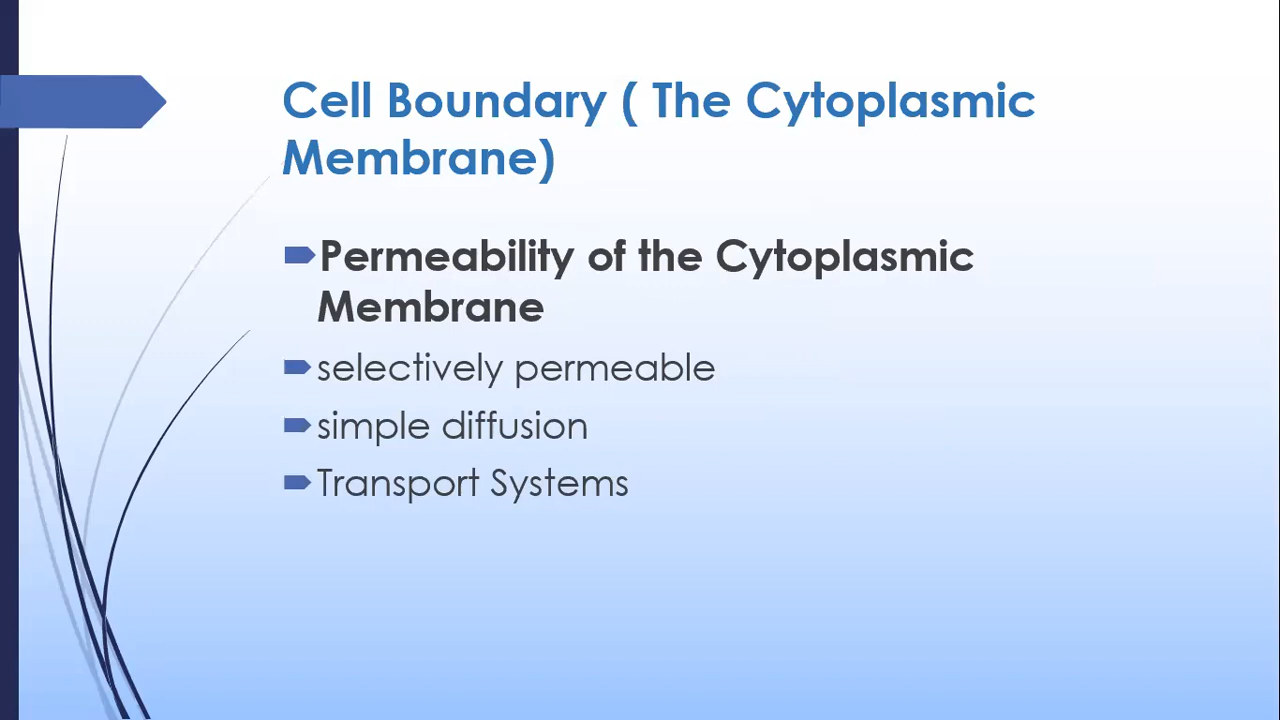 Cell Boundary ( The Cytoplasmic
Membrane)
Permeability of the Cytoplasmic
Membrane
selectively permeable
simple diffusion
Transport Systems